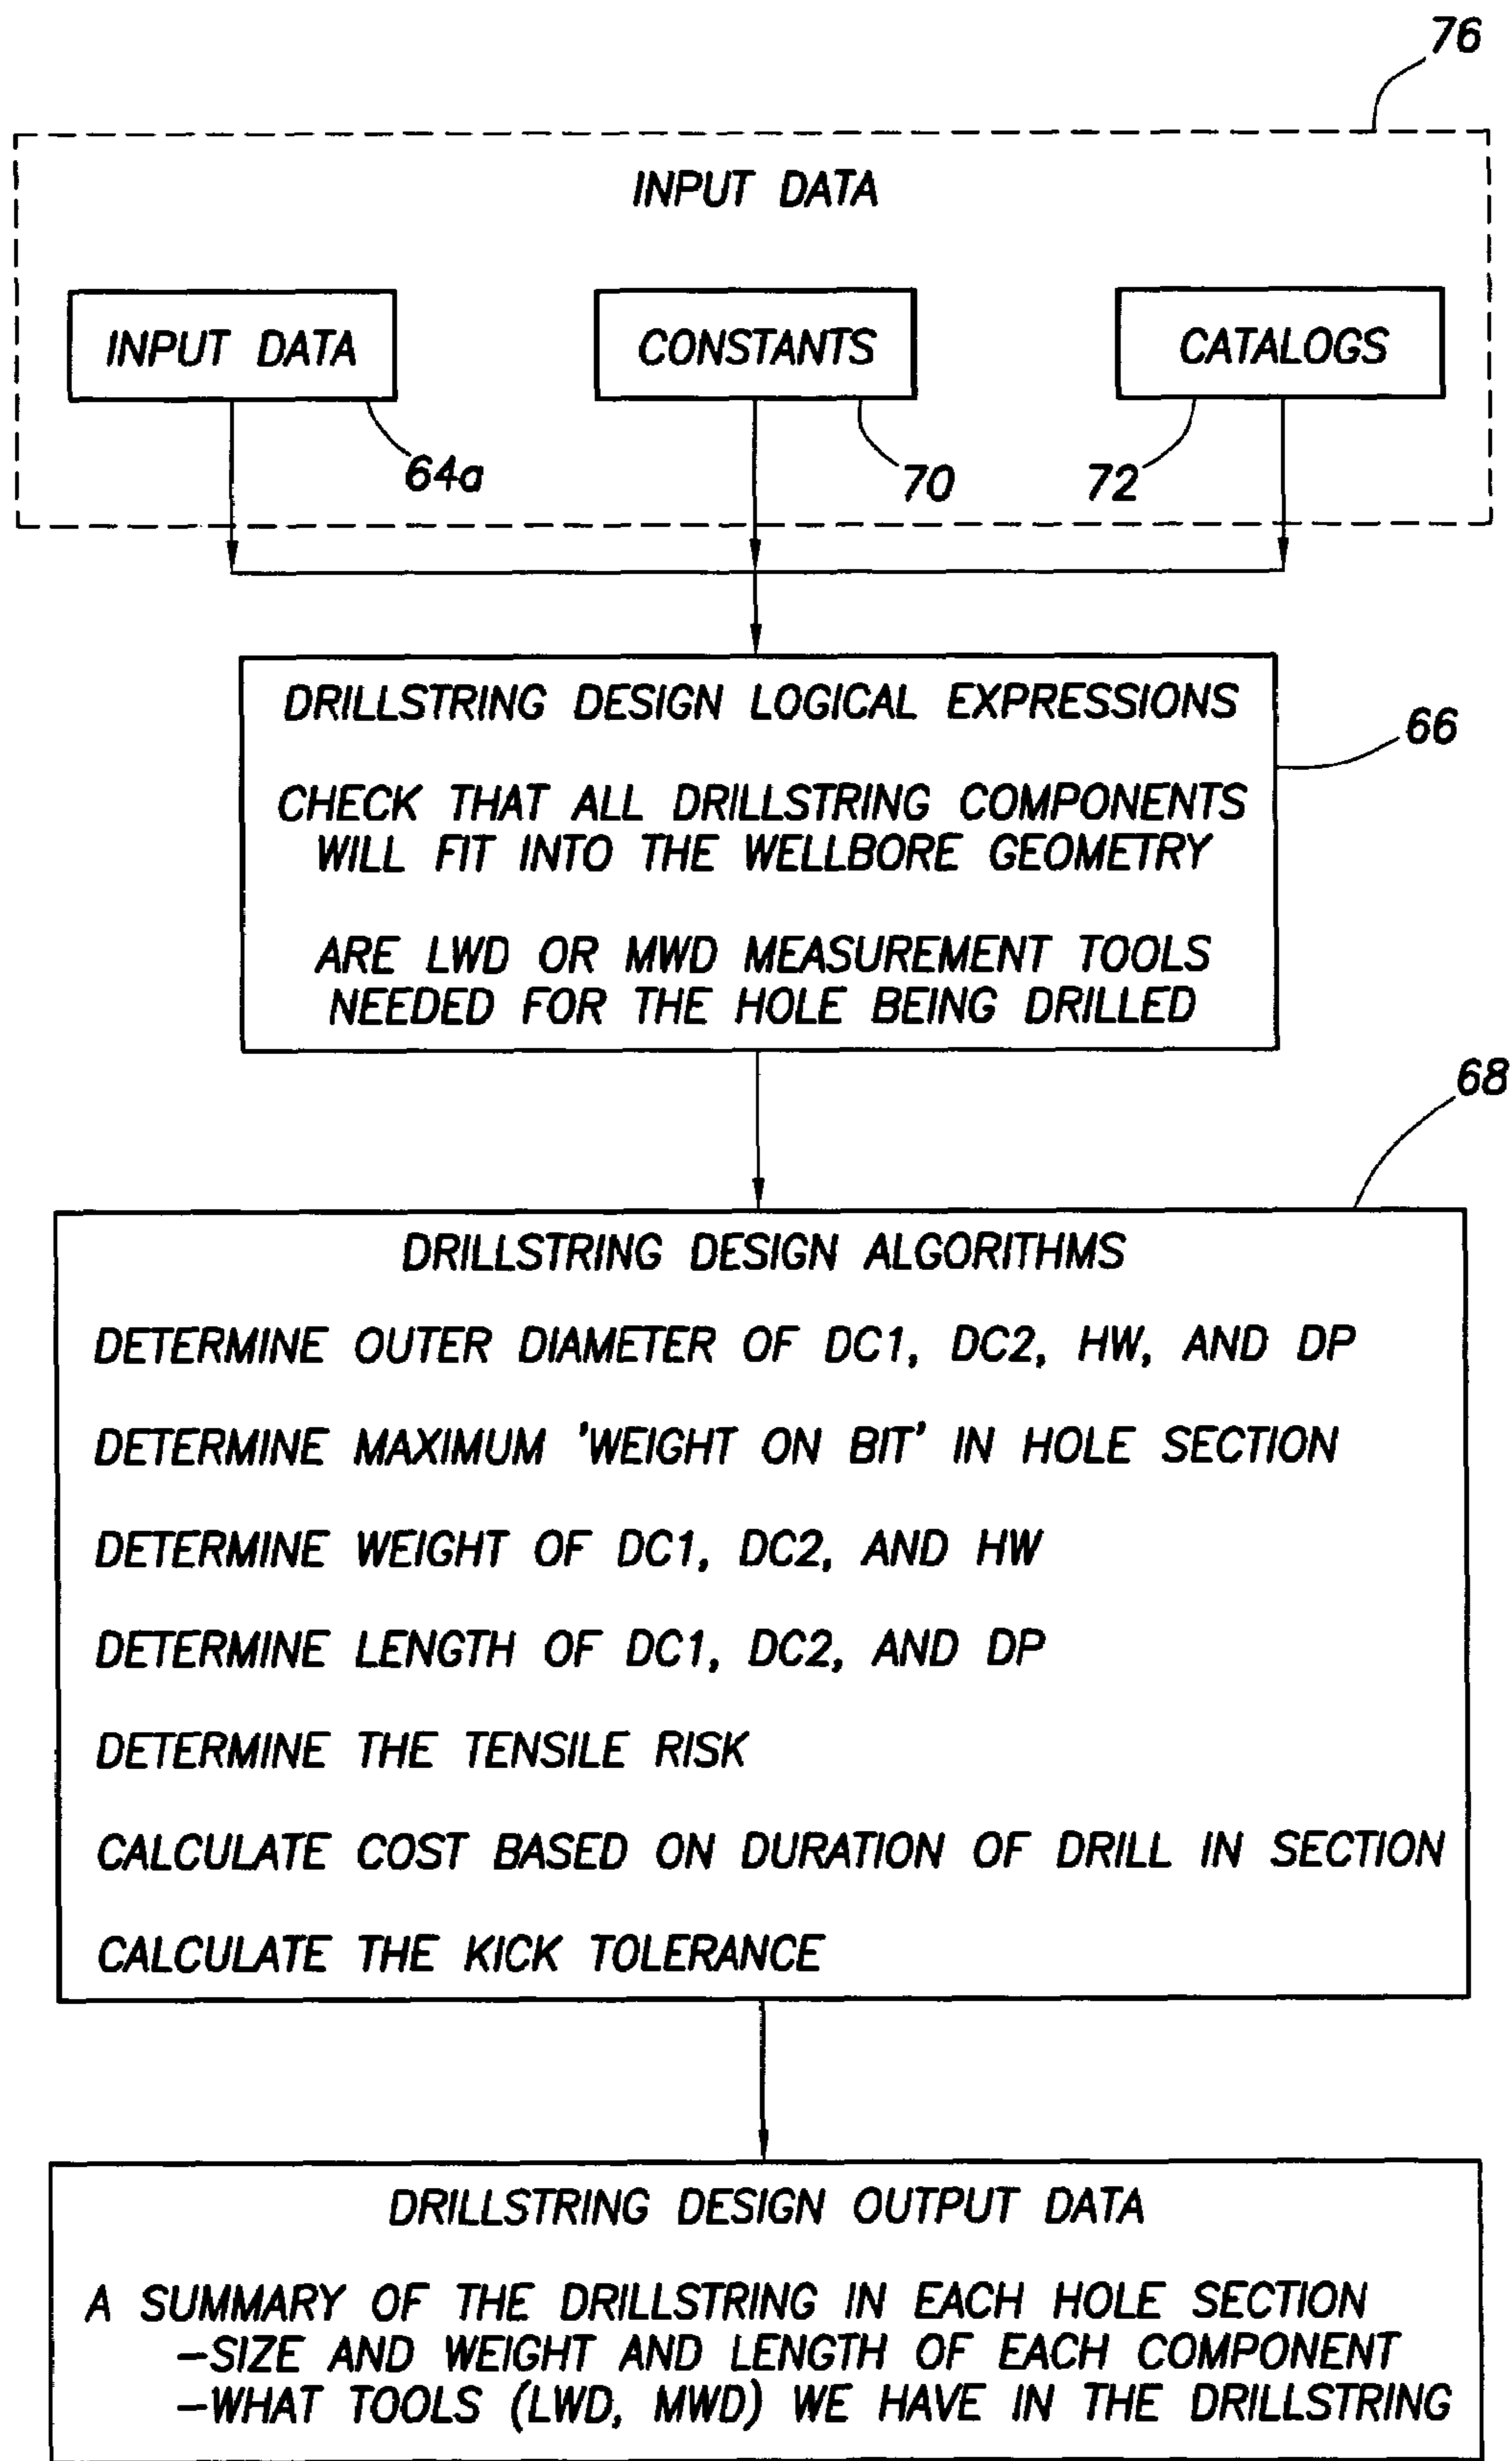 76
INPUT DATA
INPUT DATA
CONSTANTS
CATALOGS
64a
70
72
DRILLSTRING DESIGN LOGICAL EXPRESSIONS
66
CHECK THAT ALL DRILLSTRING COMPONENTS
WILL FIT INTO THE WELLBORE GEOMETRY
ARE LWD OR MWD MEASUREMENT TOOLS
NEEDED FOR THE HOLE BEING DRILLED
68
DRILLSTRING DESIGN ALGORITHMS
DETERMINE OUTER DIAMETER OF DC1, DC2, HW, AND DP
DETERMINE MAXIMUM 'WEIGHT ON BIT' IN HOLE SECTION
DETERMINE WEIGHT OF DC1, DC2, AND HW
DETERMINE LENGTH OF DC1, DC2, AND DP
DETERMINE THE TENSILE RISK
CALCULATE COST BASED ON DURATION OF DRILL IN SECTION
CALCULATE THE KICK TOLERANCE
DRILLSTRING DESIGN OUTPUT DATA
A SUMMARY OF THE DRILLSTRING IN EACH HOLE SECTION
-SIZE AND WEIGHT AND LENGTH OF EACH COMPONENT
-WHAT TOOLS (LWD, MWD) WE HAVE IN THE DRILLSTRING